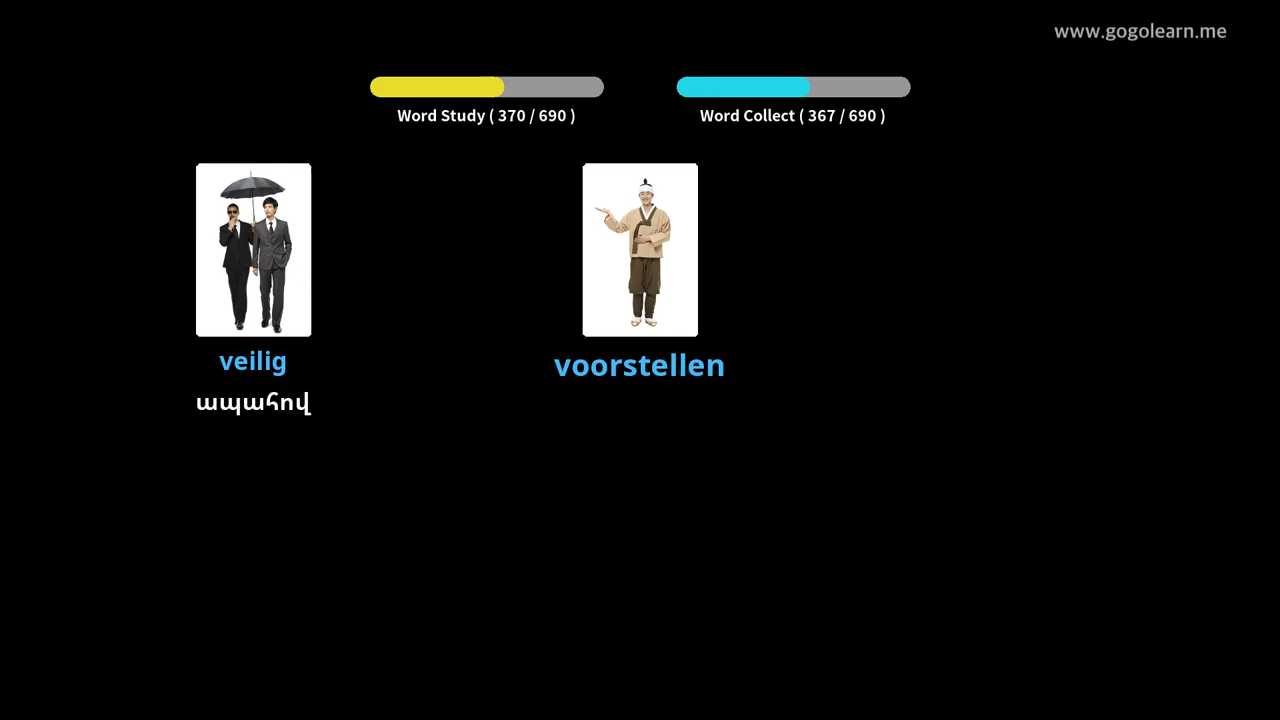 www.gogolearn.me
Word Study ( 370 / 690 )
Word Collect ( 367 / 690 )
veilig
ապահով
voorstellen